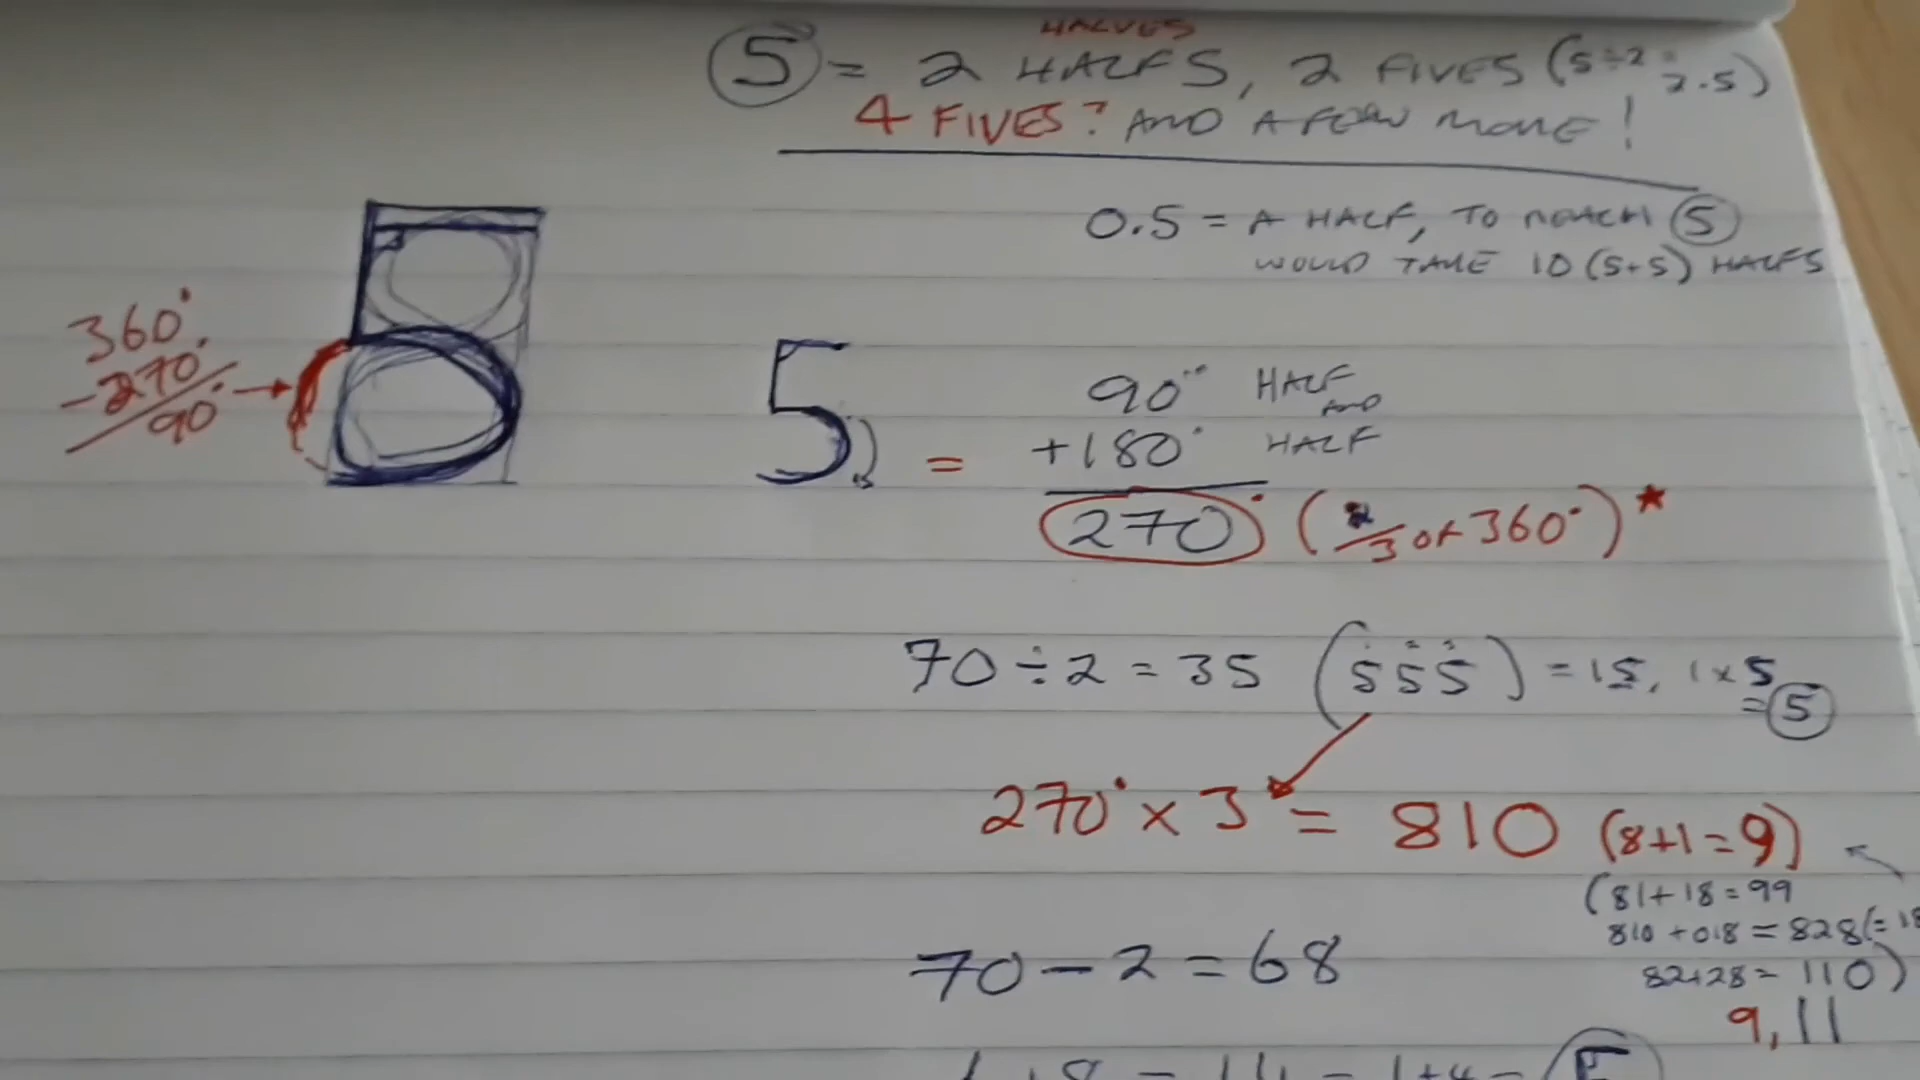 HALVES
5 = 2 HALFS, 2 FIVES (5÷2 = 2.5)
4 FIVES? AND A FEW MORE!
0.5 = A HALF, TO REACH 5
WOULD TAKE 10 (5+5) HALFS
360°
-270°
90°
5 = 90° HALF
AND
+180° HALF
270° ( /3 OF 360°)*
70 ÷ 2 = 35 (5 5 5) = 15, 1 x 5
= 5
270° x 3 = 810 (8+1=9)
(81+18=99
810 +018 = 828 (=18
82+28= 110)
70 - 2 = 68
9,11